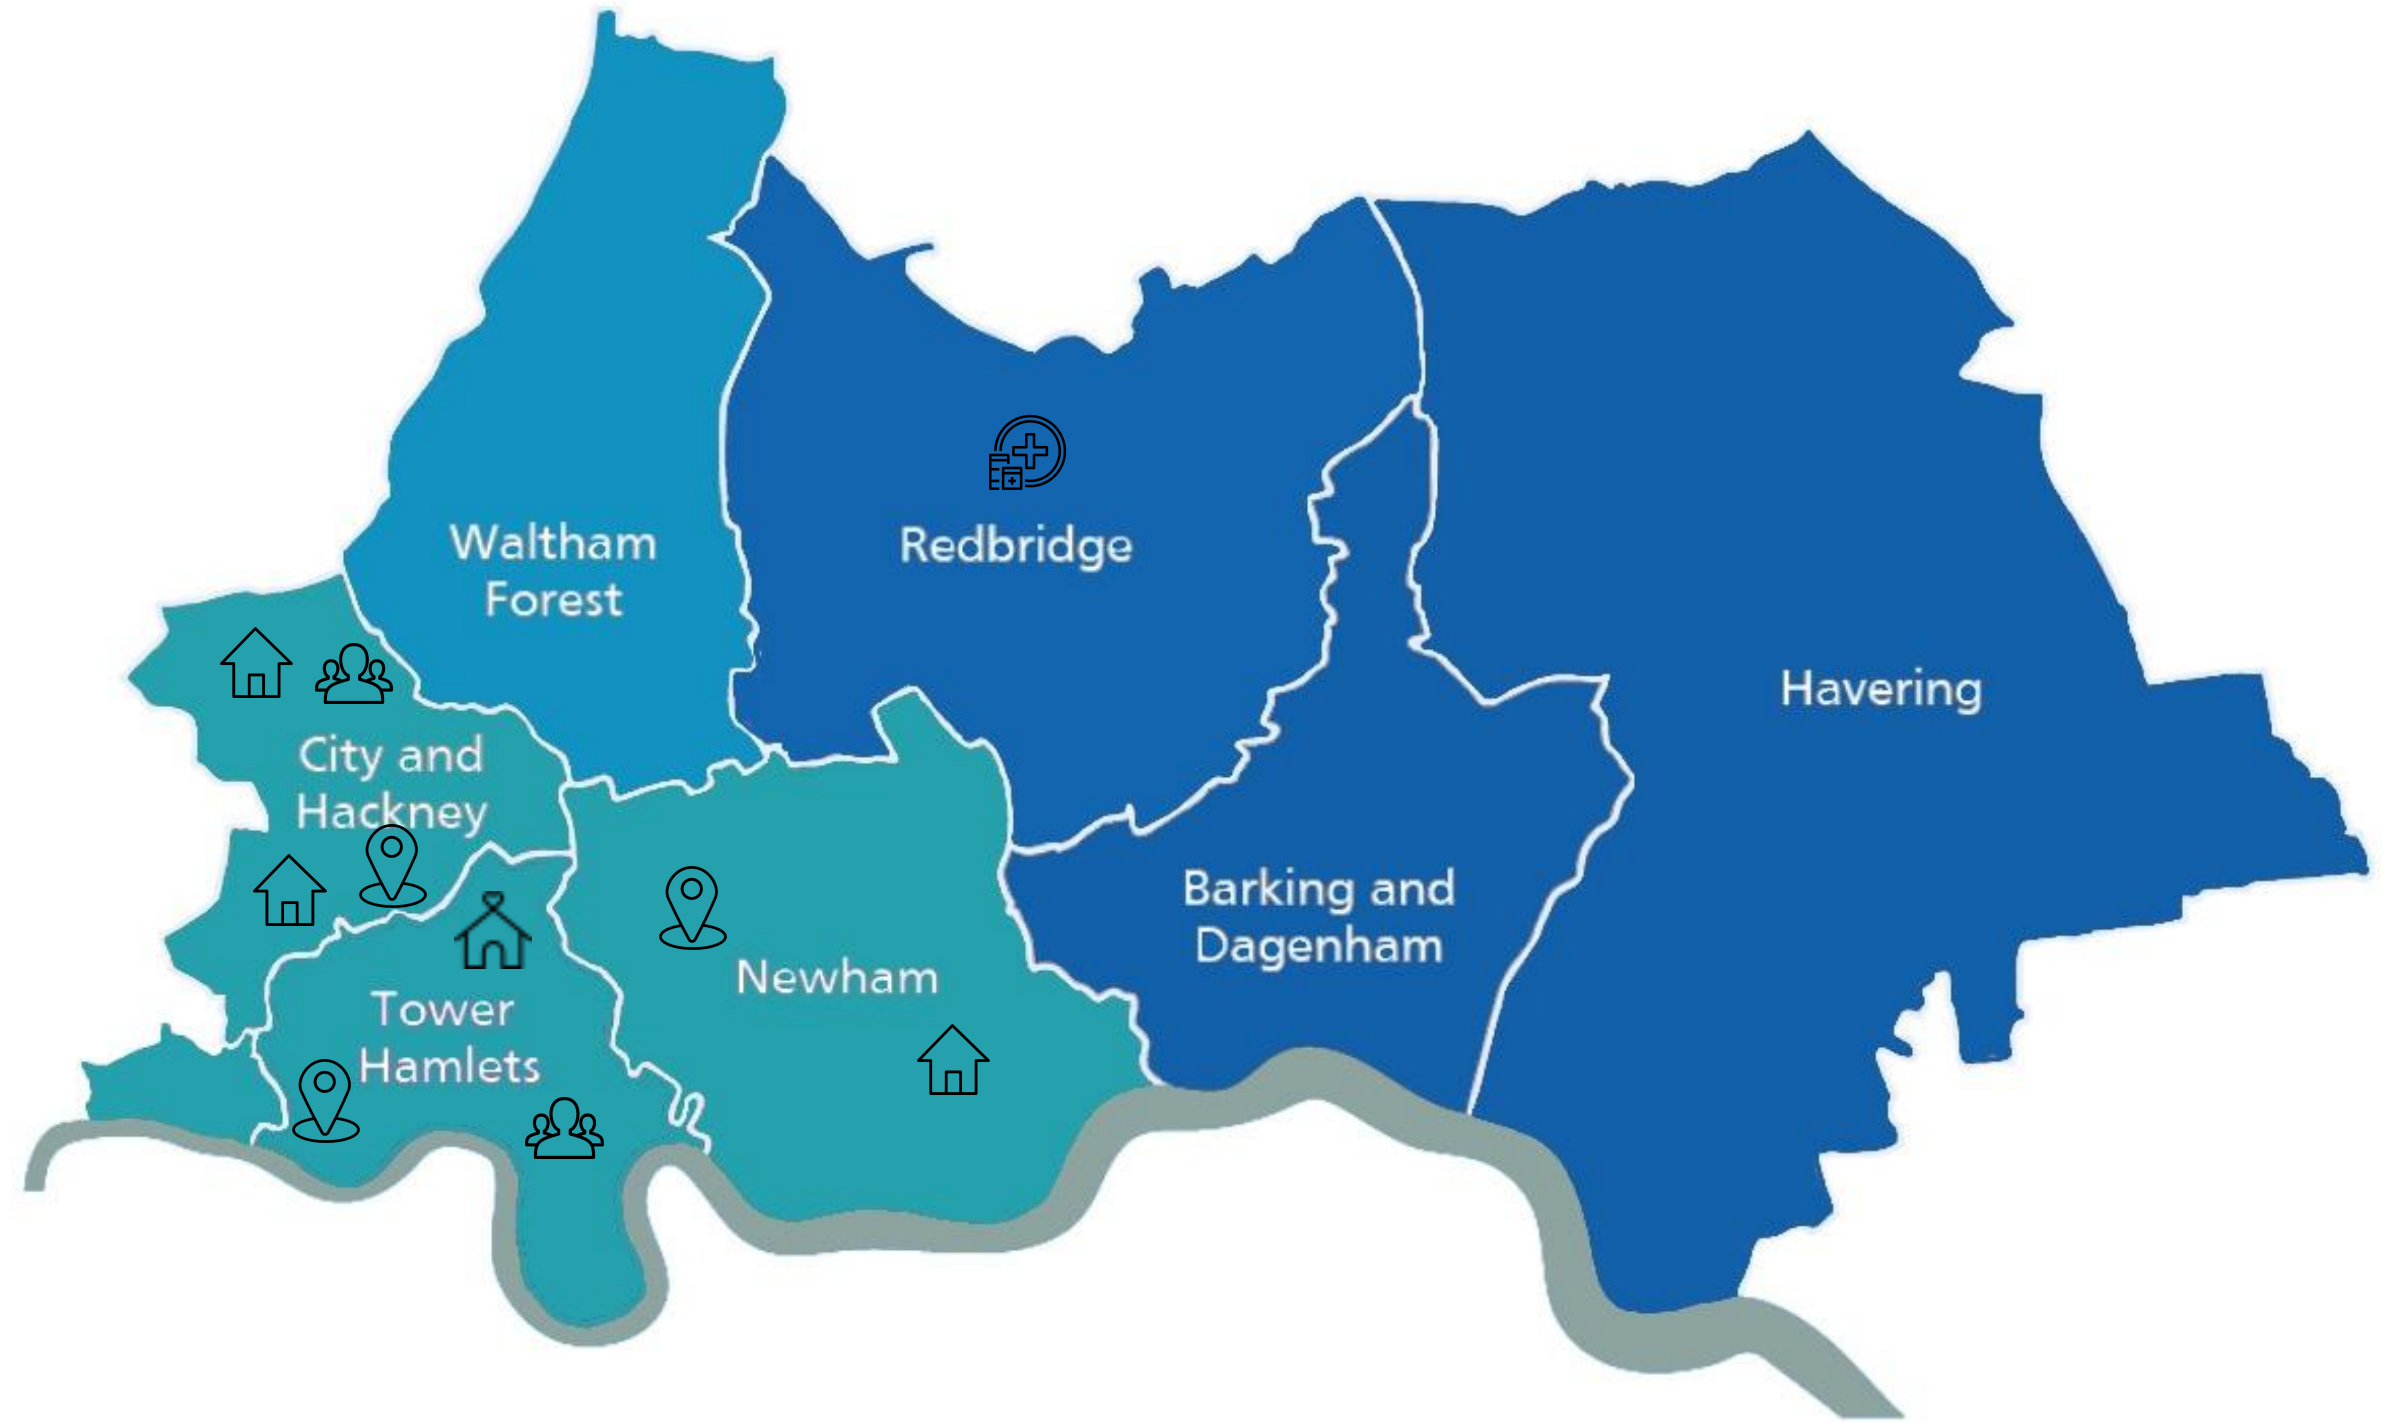 Waltham
Forest
Redbridge
Havering
City and
Hackney
Barking and
Dagenham
Newham
Tower
Hamlets